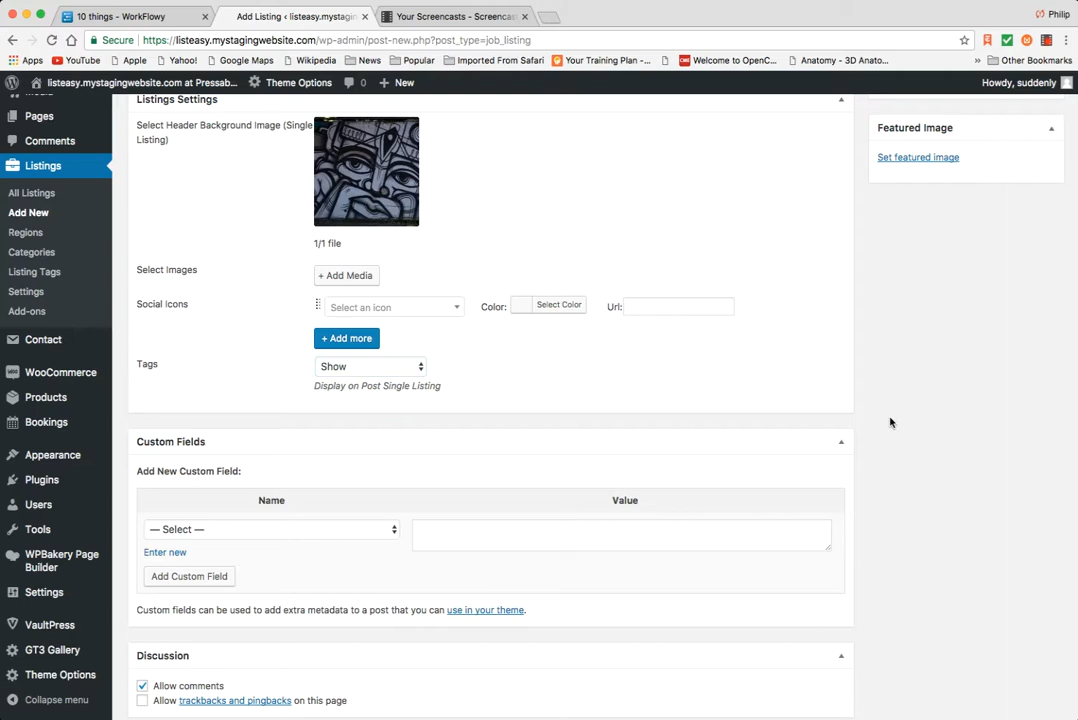 10 things - WorkFlowy
Add Listing ‹ listeasy.mystagin
Your Screencasts - Screencas
Philip
Secure https://listeasy.mystagingwebsite.com/wp-admin/post-new.php?post_type=job_listing
Apps YouTube Apple Yahoo! Google Maps Wikipedia News Popular Imported From Safari Your Training Plan -... Welcome to OpenC... Anatomy - 3D Anato... » Other Bookmarks
listeasy.mystagingwebsite.com at Pressab... Theme Options 0 + New Howdy, suddenly
Media
Pages
Comments
Listings
All Listings
Add New
Regions
Categories
Listing Tags
Settings
Add-ons
Contact
WooCommerce
Products
Bookings
Appearance
Plugins
Users
Tools
WPBakery Page
Builder
Settings
VaultPress
GT3 Gallery
Theme Options
Collapse menu
Listings Settings
Select Header Background Image (Single
Listing)
1/1 file
Select Images
+ Add Media
Social Icons
Select an icon
Color:
Select Color
Url:
+ Add more
Tags
Show
Display on Post Single Listing
Custom Fields
Add New Custom Field:
Name Value
— Select —
Enter new
Add Custom Field
Custom fields can be used to add extra metadata to a post that you can use in your theme.
Discussion
Allow comments
Allow trackbacks and pingbacks on this page
Featured Image
Set featured image